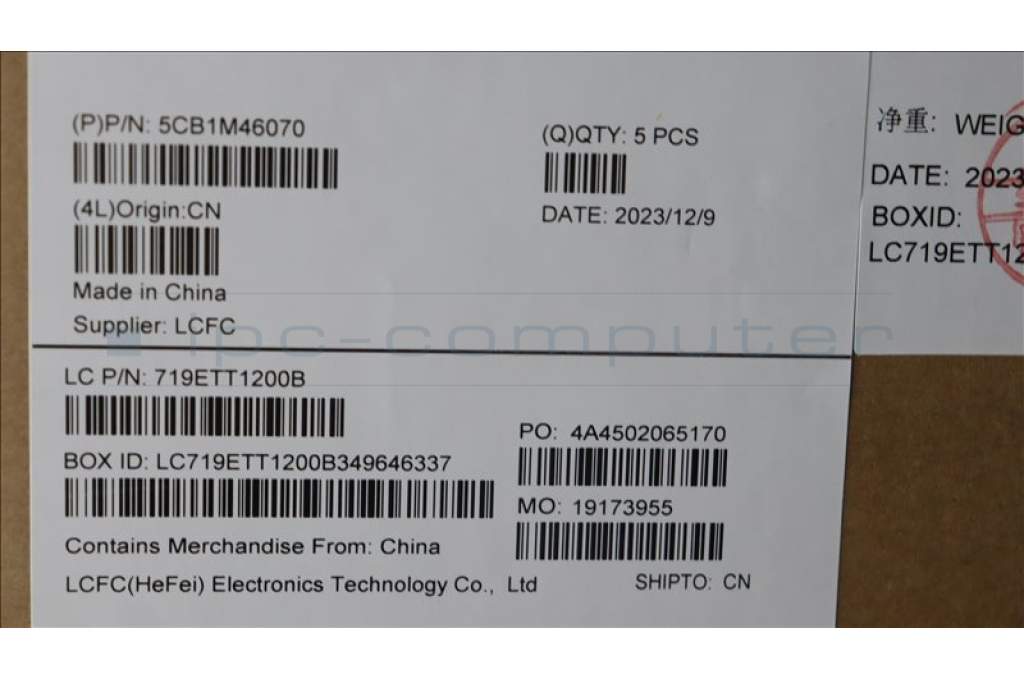 (P)P/N: 5CB1M46070
(4L)Origin:CN
Made in China
Supplier: LCFC
(Q)QTY: 5 PCS
DATE: 2023/12/9
净重: WEIG
DATE: 2023
BOXID:
LC719ETT12
ipc-computer
LC P/N: 719ETT1200B
BOX ID: LC719ETT1200B349646337
Contains Merchandise From: China
LCFC(HeFei) Electronics Technology Co., Ltd
PO: 4A4502065170
MO: 19173955
SHIPTO: CN